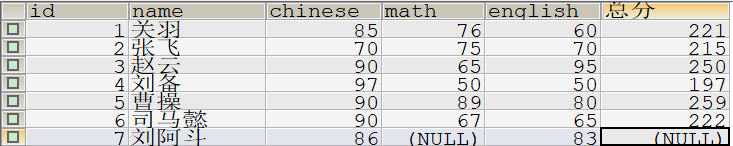 id name chinese math english 总分
1 关羽 85 76 60 221
2 张飞 70 75 70 215
3 赵云 90 65 95 250
4 刘备 97 50 50 197
5 曹操 90 89 80 259
6 司马懿 90 67 65 222
7 刘阿斗 86 (NULL) 83 (NULL)